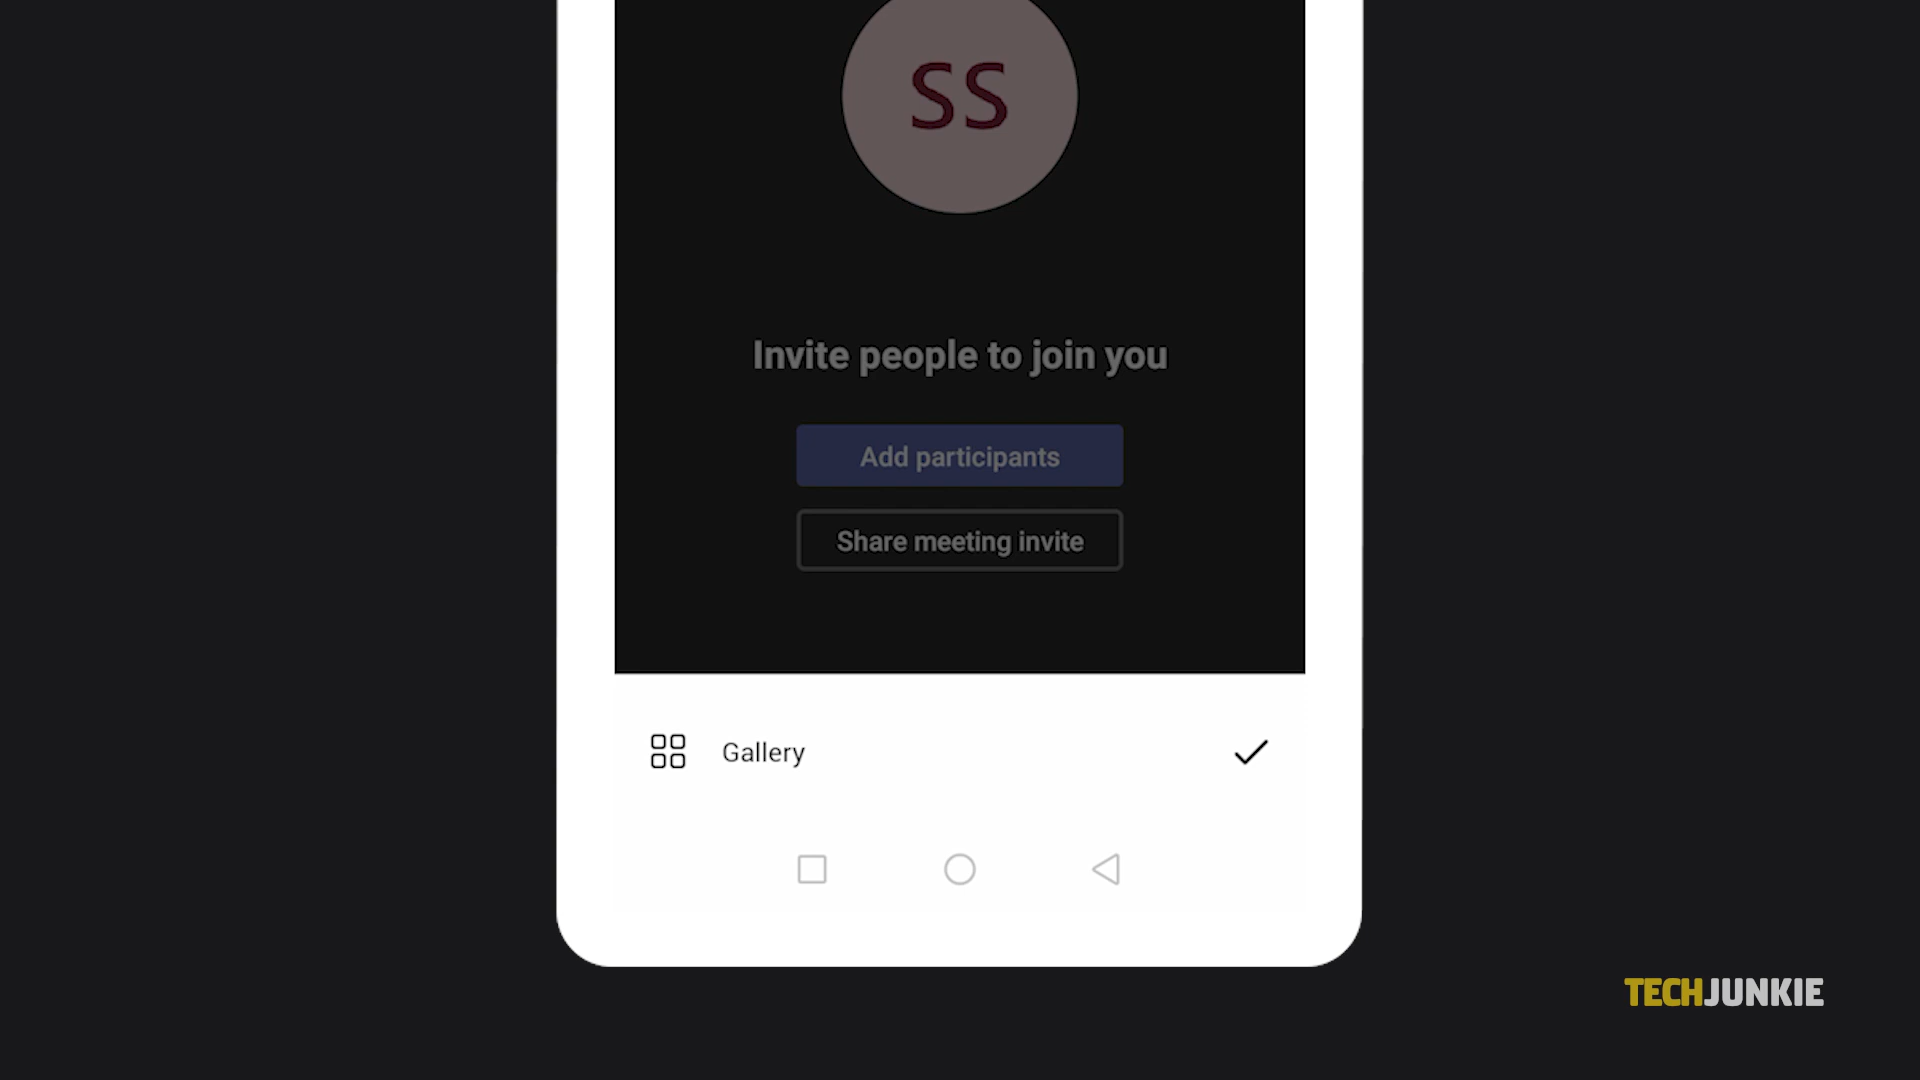 SS
Invite people to join you
Add participants
Share meeting invite
Gallery
TECHJUNKIE